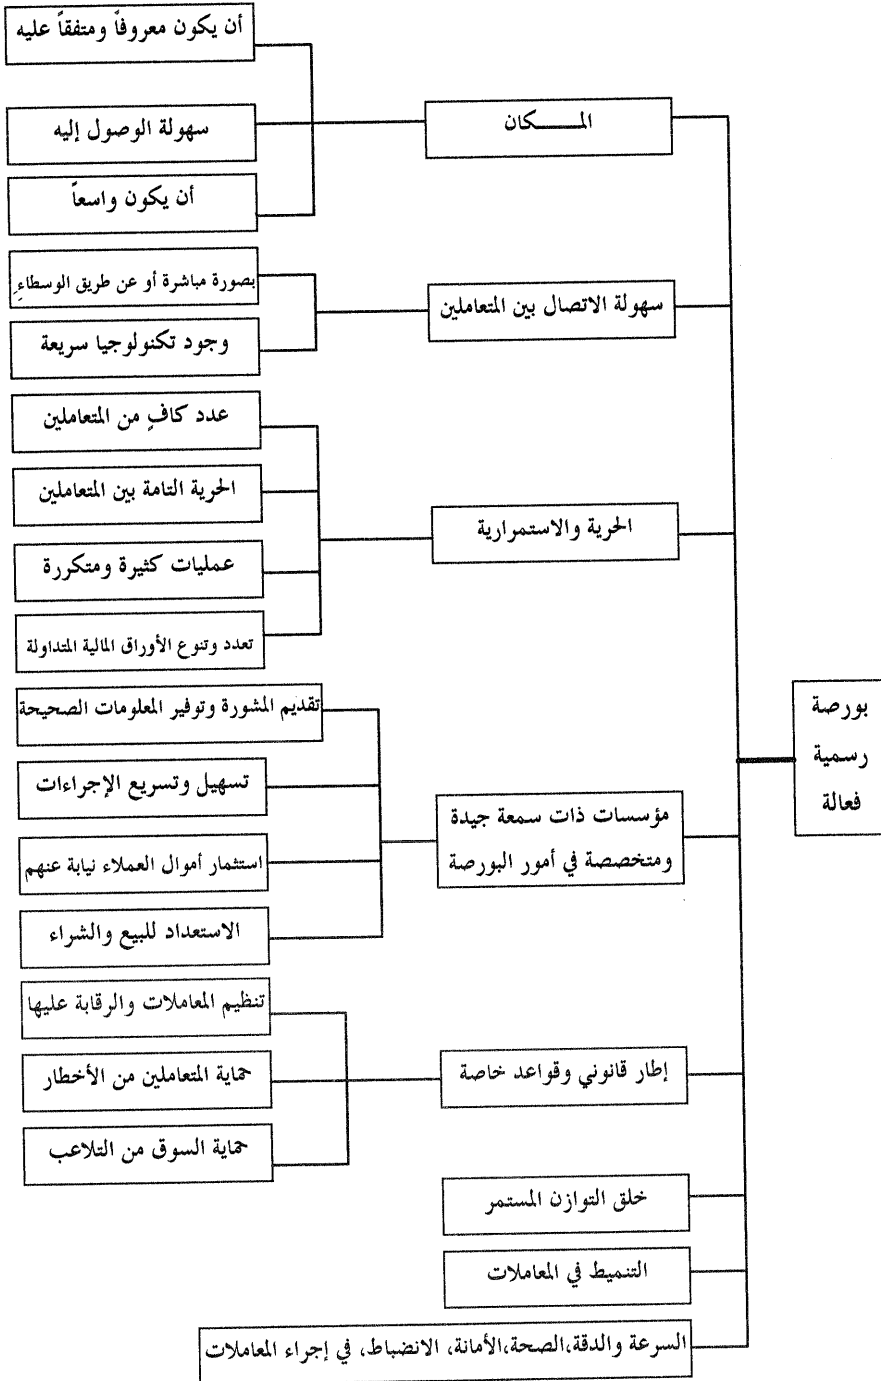 بورصة
رسمية
فعالة
المـــــــكان
أن يكون معروفاً ومتفقاً عليه
سهولة الوصول إليه
أن يكون واسعاً
سهولة الاتصال بين المتعاملين
بصورة مباشرة أو عن طريق الوسطاءِ
وجود تكنولوجيا سريعة
الحرية والاستمرارية
عدد كافٍ من المتعاملين
الحرية التامة بين المتعاملين
عمليات كثيرة ومتكررة
تعدد وتنوع الأوراق المالية المتداولة
مؤسسات ذات سمعة جيدة
ومتخصصة في أمور البورصة
تقديم المشورة وتوفير المعلومات الصحيحة
تسهيل وتسريع الإجراءات
استثمار أموال العملاء نيابة عنهم
الاستعداد للبيع والشراء
إطار قانوني وقواعد خاصة
تنظيم المعاملات والرقابة عليها
حماية المتعاملين من الأخطار
حماية السوق من التلاعب
خلق التوازن المستمر
التنميط في المعاملات
السرعة والدقة،الصحة،الأمانة، الانضباط، في إجراء المعاملات